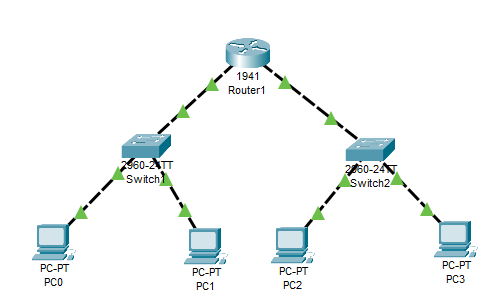 1941
Router1
2960-24TT
Switch1
2960-24TT
Switch2
PC-PT
PC0
PC-PT
PC1
PC-PT
PC2
PC-PT
PC3